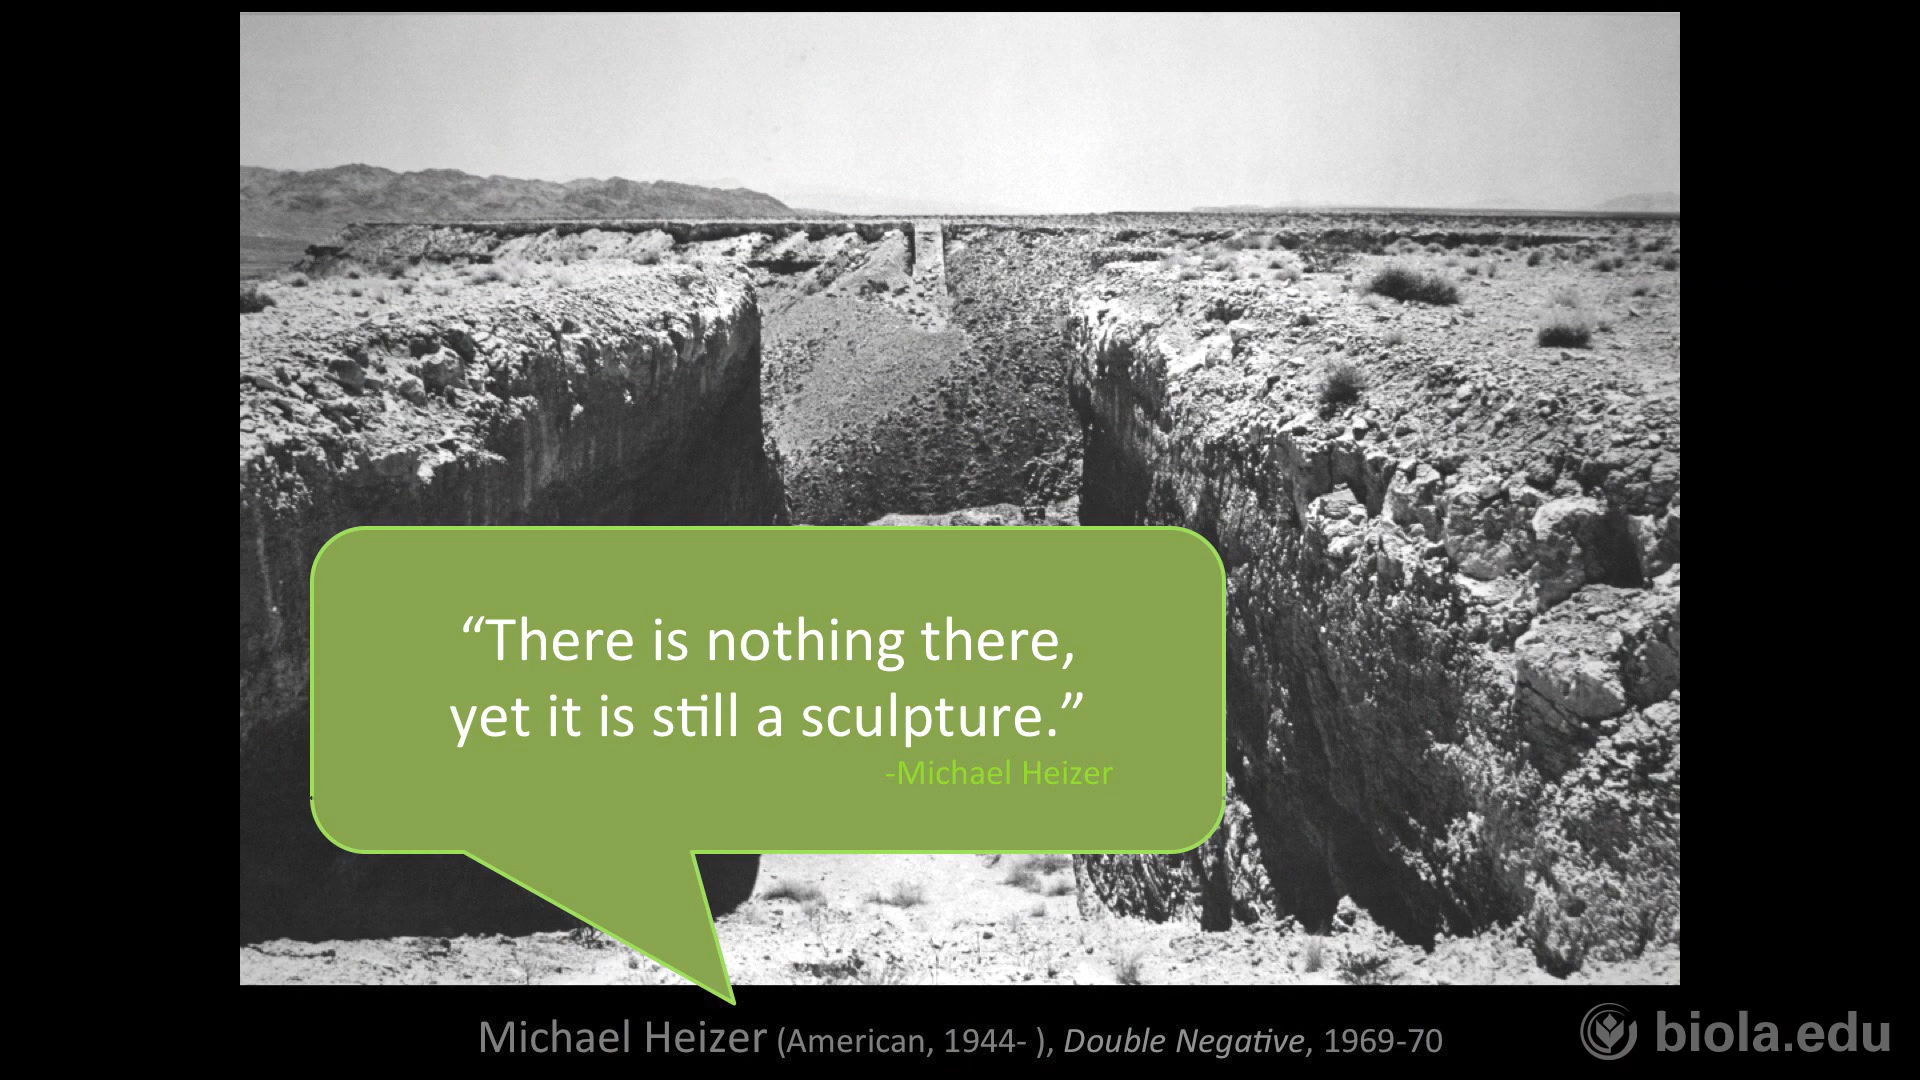 “There is nothing there,
yet it is still a sculpture.”
-Michael Heizer
Michael Heizer (American, 1944- ), Double Negative, 1969-70
biola.edu